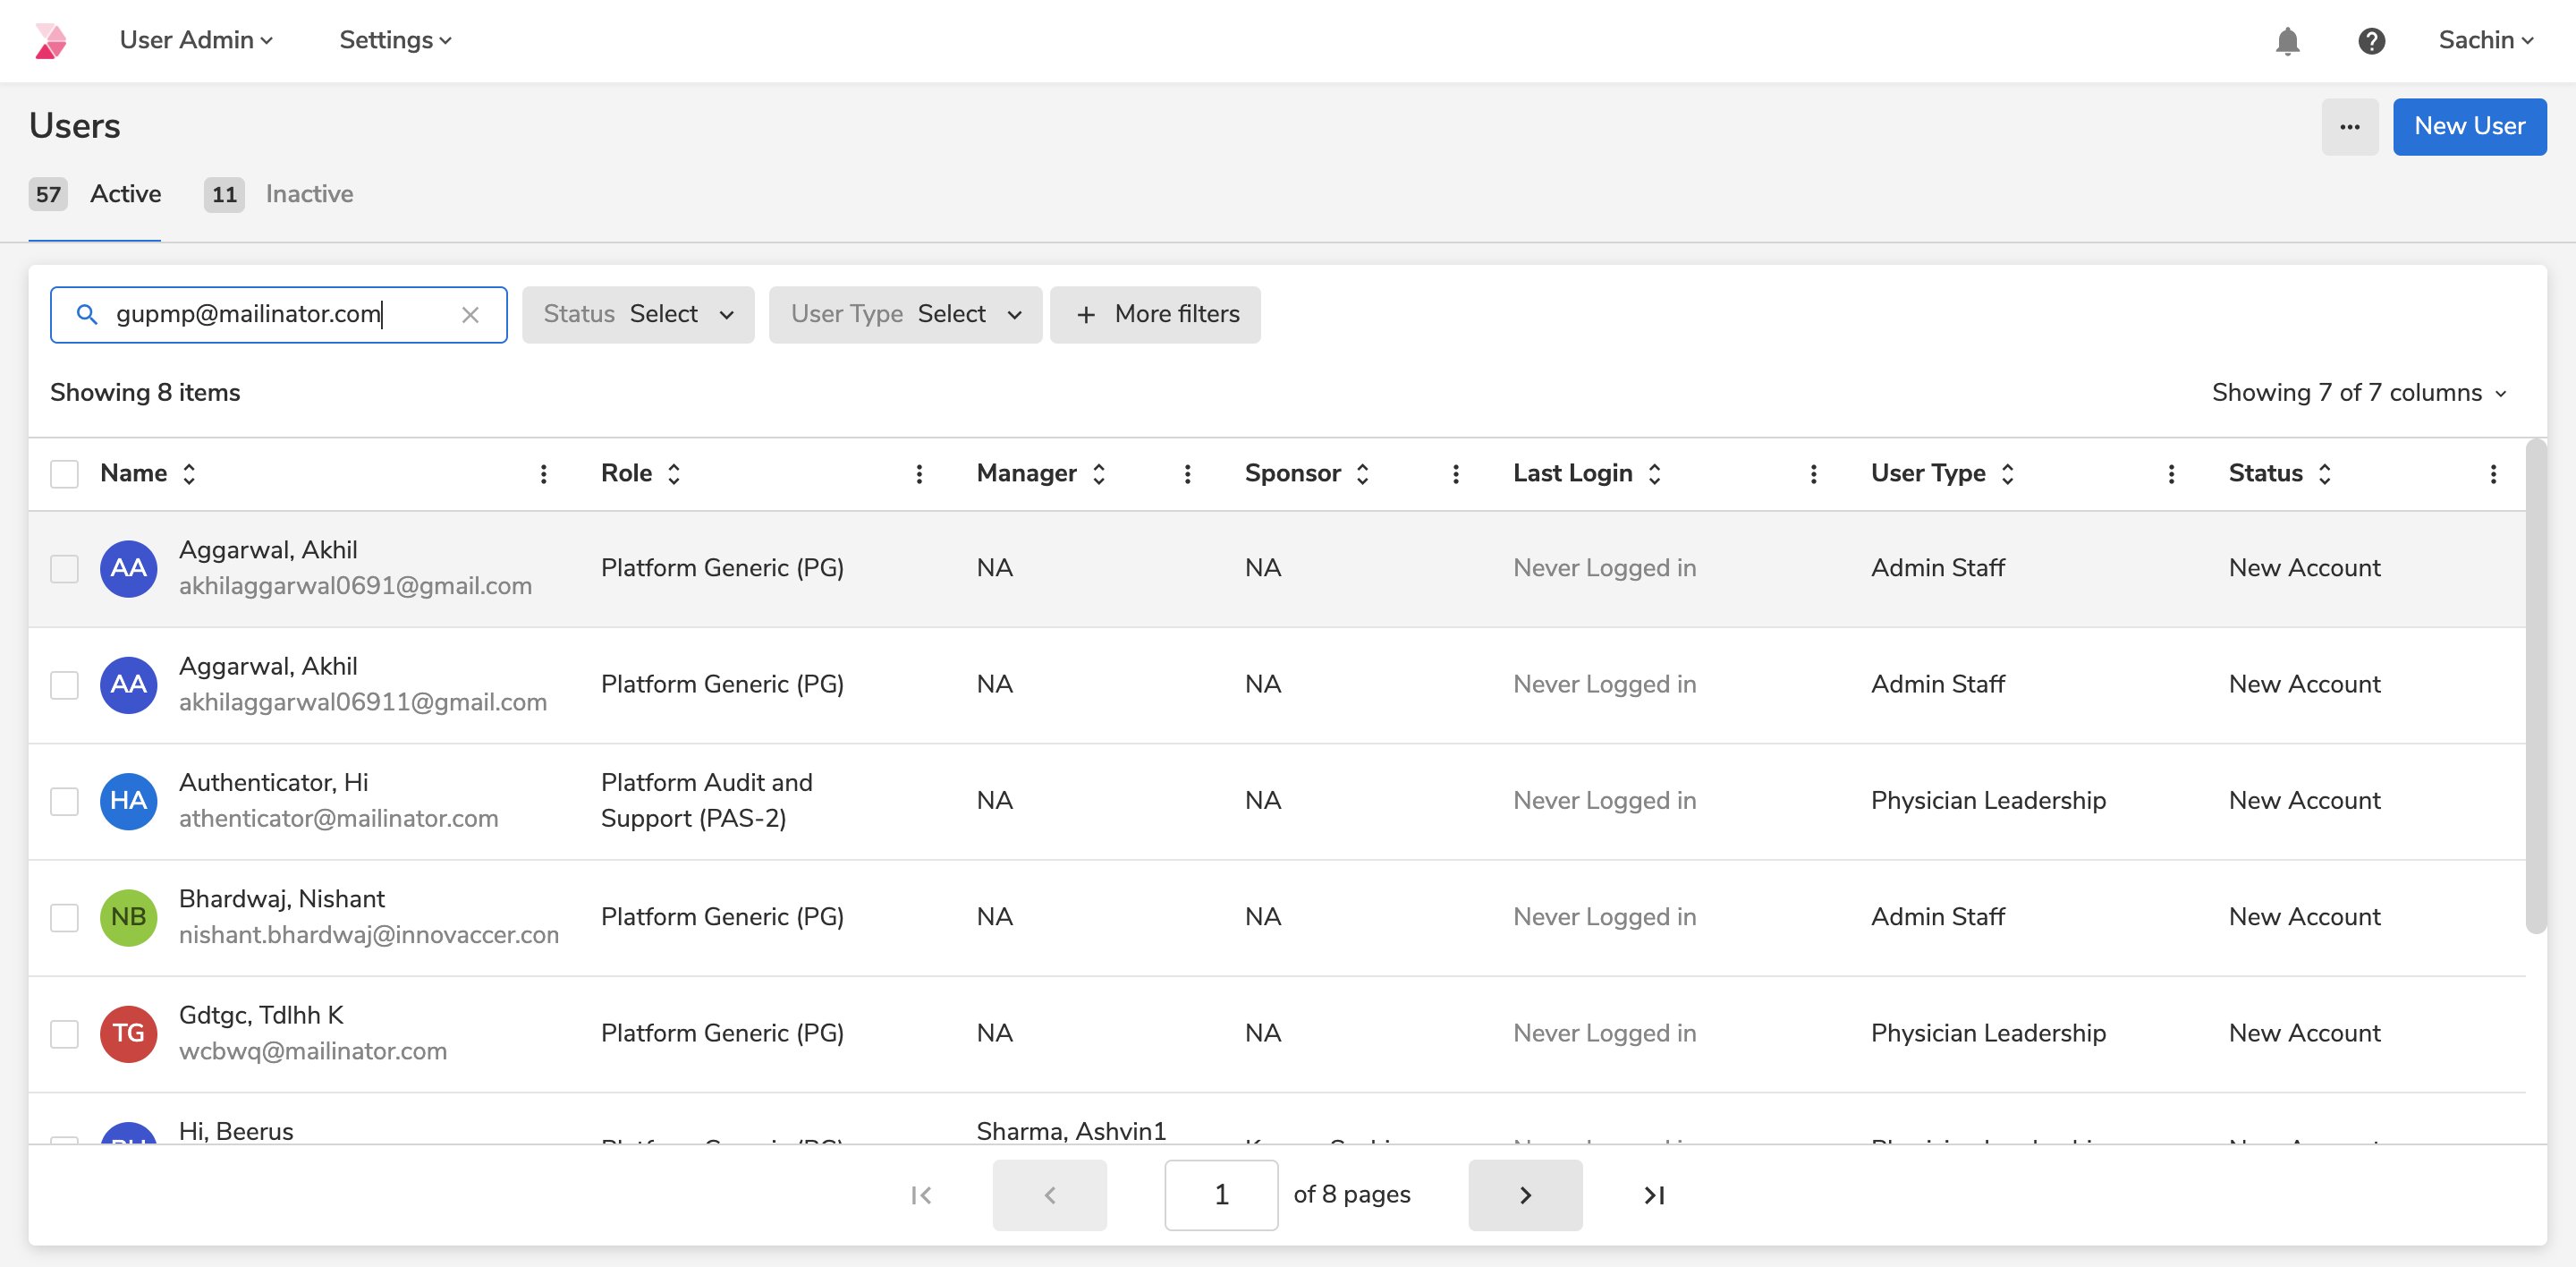 User Admin
Settings
Sachin
Users
...
New User
57 Active
11 Inactive
gupmp@mailinator.com
Status Select
User Type Select
+ More filters
Showing 8 items
Showing 7 of 7 columns
Name Role Manager Sponsor Last Login User Type Status
AA
Aggarwal, Akhil
akhilaggarwal0691@gmail.com
Platform Generic (PG)
NA
NA
Never Logged in
Admin Staff
New Account
AA
Aggarwal, Akhil
akhilaggarwal06911@gmail.com
Platform Generic (PG)
NA
NA
Never Logged in
Admin Staff
New Account
HA
Authenticator, Hi
athenticator@mailinator.com
Platform Audit and
Support (PAS-2)
NA
NA
Never Logged in
Physician Leadership
New Account
NB
Bhardwaj, Nishant
nishant.bhardwaj@innovaccer.con
Platform Generic (PG)
NA
NA
Never Logged in
Admin Staff
New Account
TG
Gdtgc, Tdlhh K
wcbwq@mailinator.com
Platform Generic (PG)
NA
NA
Never Logged in
Physician Leadership
New Account
Hi, Beerus
Sharma, Ashvin1
1 of 8 pages